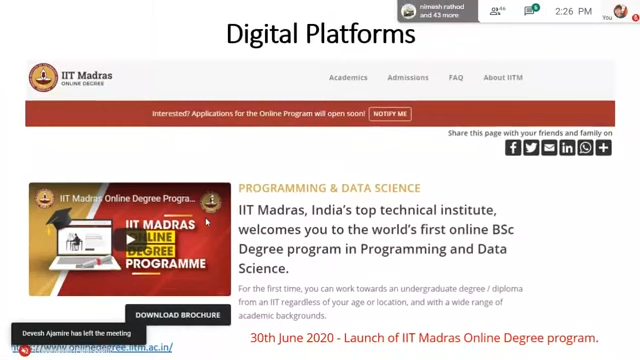 nimesh rathod
and 43 more
46
6
2:26 PM
You
Digital Platforms
IIT Madras
ONLINE DEGREE
Academics
Admissions
FAQ
About IITM
Interested? Applications for the Online Program will open soon!
NOTIFY ME
Share this page with your friends and family on
IIT Madras Online Degree Progra...
IIT MADRAS
ONLINE
DEGREE
PROGRAMME
PROGRAMMING & DATA SCIENCE
IIT Madras, India's top technical institute,
welcomes you to the world's first online BSc
Degree program in Programming and Data
Science.
For the first time, you can work towards an undergraduate degree / diploma
from an IIT regardless of your age or location, and with a wide range of
academic backgrounds.
DOWNLOAD BROCHURE
30th June 2020 - Launch of IIT Madras Online Degree program.
Devesh Ajamire has left the meeting
www.onlinedegree.iitm.ac.in/